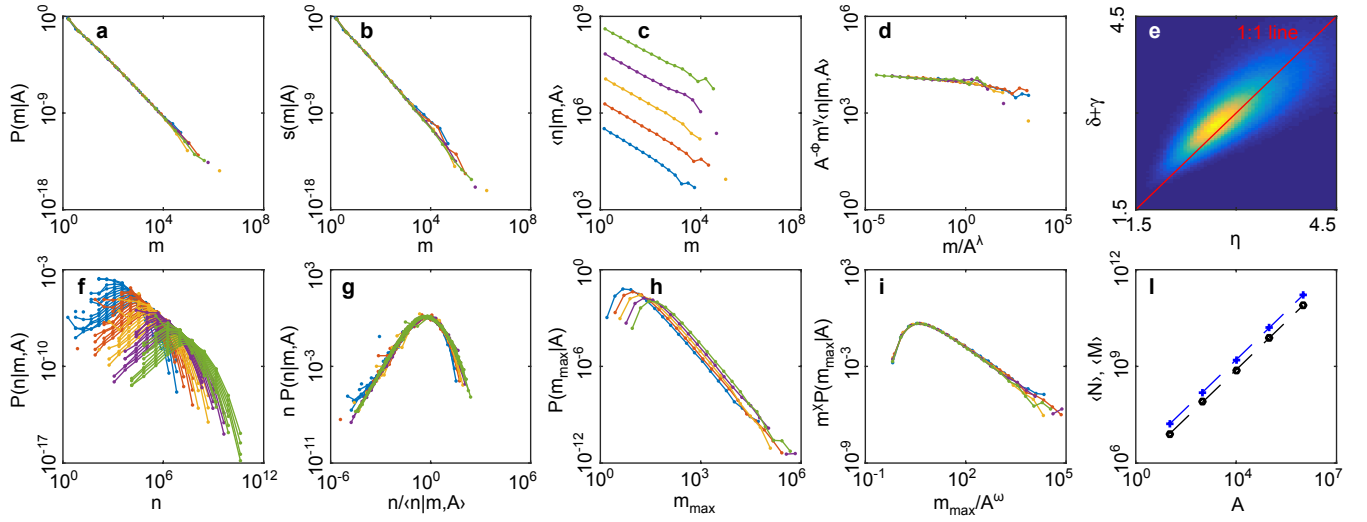 a
P(m|A)
10^0
10^-9
10^-18
10^0 10^4 10^8
m
b
s(m|A)
10^0
10^-9
10^-18
10^0 10^4 10^8
m
c
‹n|m,A›
10^9
10^6
10^3
10^0 10^4 10^8
m
d
A^-Φ m^γ ‹n|m,A›
10^6
10^3
10^0
10^-5 10^0 10^5
m/A^λ
e
1:1 line
δ+γ
4.5
1.5
1.5 4.5
η
f
P(n|m,A)
10^-3
10^-10
10^-17
10^0 10^6 10^12
n
g
n P(n|m,A)
10^3
10^-3
10^-11
10^-6 10^0 10^6
n/‹n|m,A›
h
P(m_max|A)
10^0
10^-6
10^-12
10^0 10^3 10^6
m_max
i
m^χ P(m_max|A)
10^3
10^-3
10^-9
10^-1 10^2 10^5
m_max/A^ω
l
‹N›, ‹M›
10^12
10^9
10^6
10^1 10^4 10^7
A